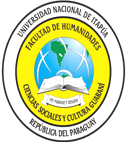 UNIVERSIDAD NACIONAL DE ITAPÚA
FACULTAD DE HUMANIDADES
CIENCIAS SOCIALES Y CULTURA GUARANÍ
REPÚBLICA DEL PARAGUAY